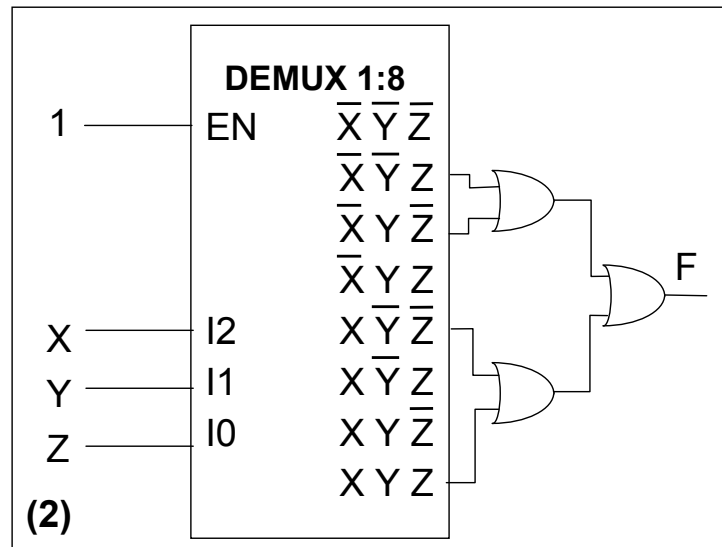 DEMUX 1:8
1 EN X̅ Y̅ Z̅
X̅ Y̅ Z
X̅ Y Z̅
X̅ Y Z
F
X I2 X Y̅ Z̅
Y I1 X Y̅ Z
Z I0 X Y Z̅
X Y Z
(2)